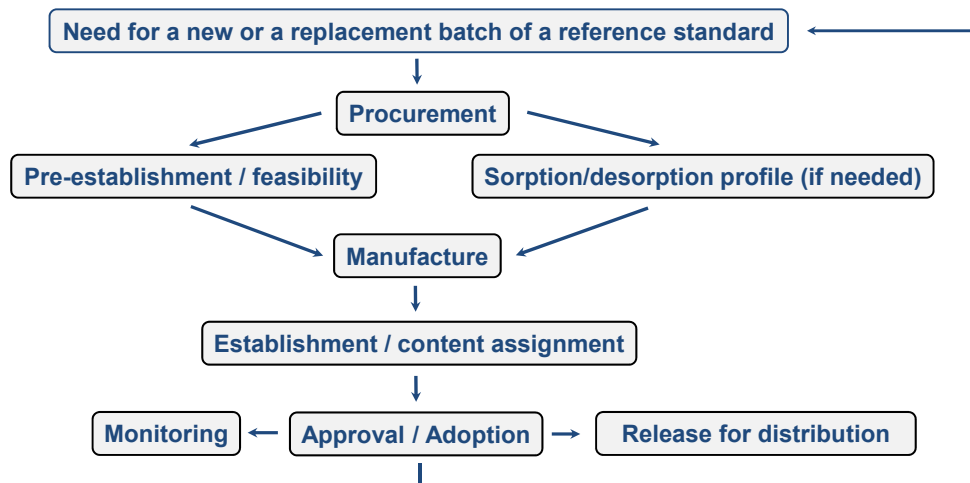 Need for a new or a replacement batch of a reference standard
Procurement
Pre-establishment / feasibility
Sorption/desorption profile (if needed)
Manufacture
Establishment / content assignment
Monitoring
Approval / Adoption
Release for distribution